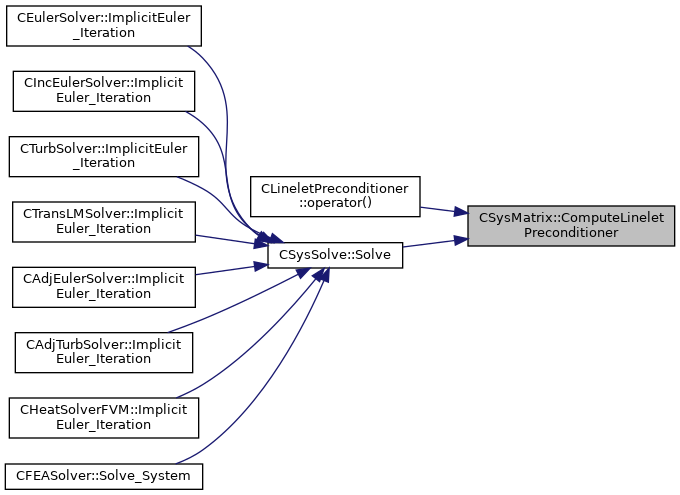 CEulerSolver::ImplicitEuler
_Iteration
CIncEulerSolver::Implicit
Euler_Iteration
CTurbSolver::ImplicitEuler
_Iteration
CLineletPreconditioner
::operator()
CTransLMSolver::Implicit
Euler_Iteration
CSysMatrix::ComputeLinelet
Preconditioner
CSysSolve::Solve
CAdjEulerSolver::Implicit
Euler_Iteration
CAdjTurbSolver::Implicit
Euler_Iteration
CHeatSolverFVM::Implicit
Euler_Iteration
CFEASolver::Solve_System